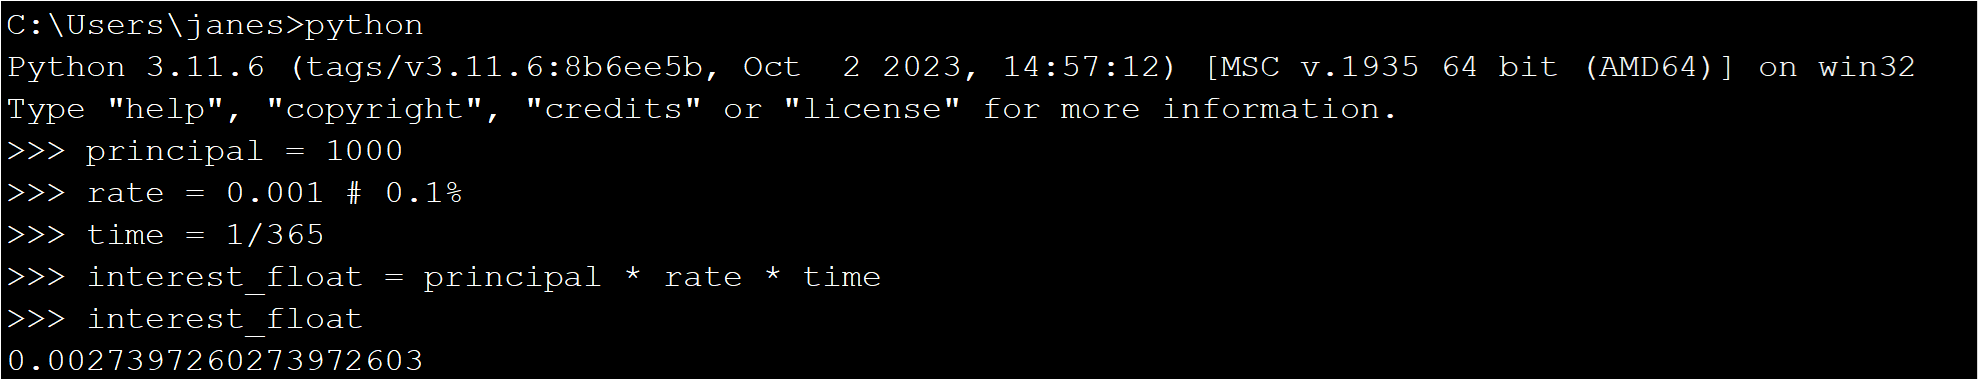 C:\Users\janes>python
Python 3.11.6 (tags/v3.11.6:8b6ee5b, Oct  2 2023, 14:57:12) [MSC v.1935 64 bit (AMD64)] on win32
Type "help", "copyright", "credits" or "license" for more information.
>>> principal = 1000
>>> rate = 0.001 # 0.1%
>>> time = 1/365
>>> interest_float = principal * rate * time
>>> interest_float
0.0027397260273972603